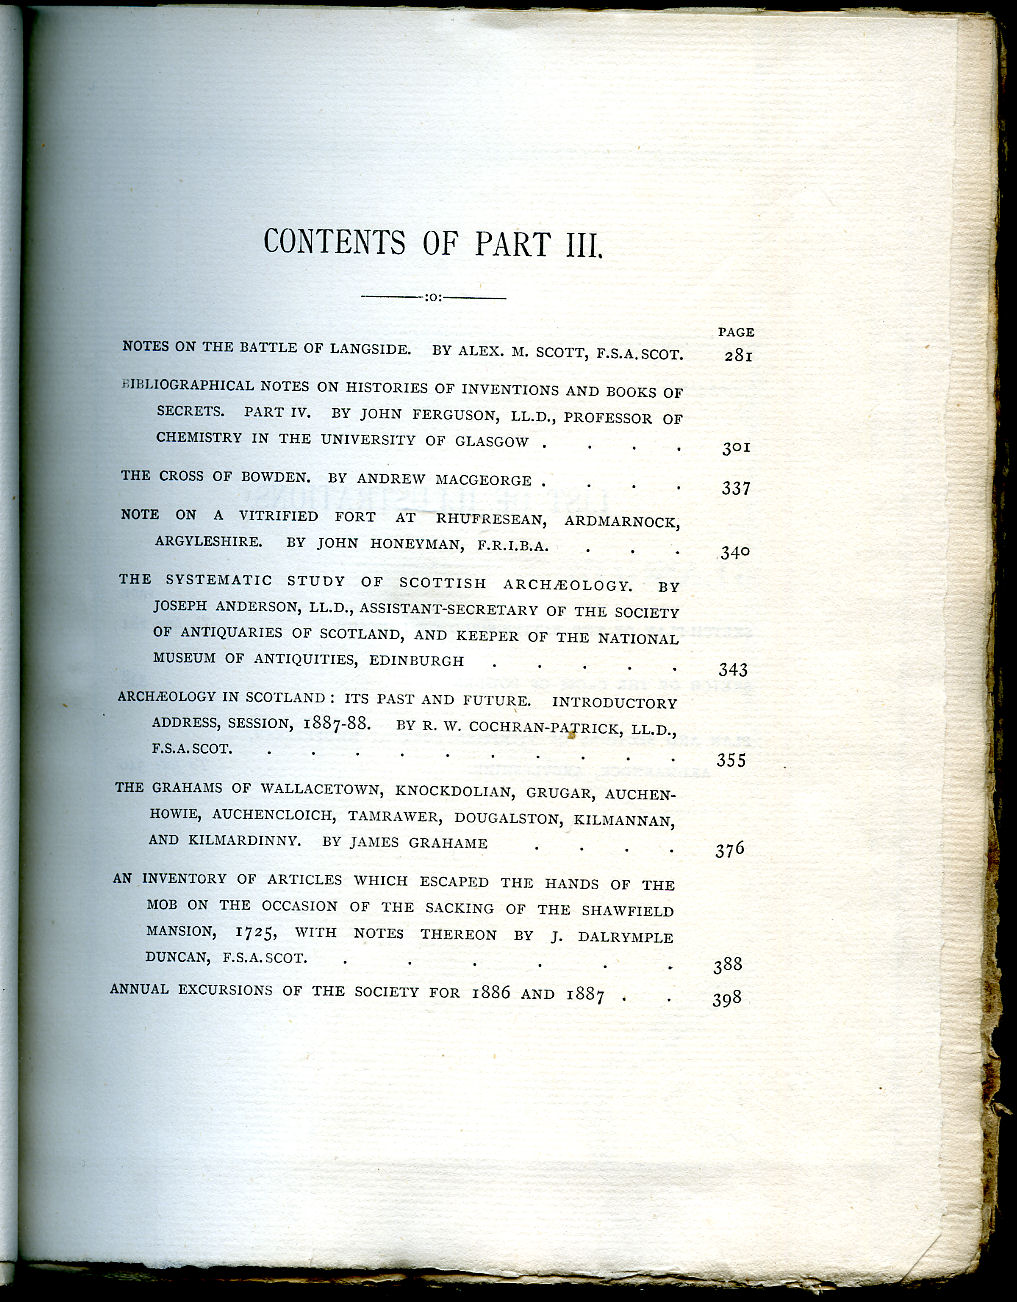 CONTENTS OF PART III.
:o:
PAGE
NOTES ON THE BATTLE OF LANGSIDE. BY ALEX. M. SCOTT, F.S.A. SCOT. 281
BIBLIOGRAPHICAL NOTES ON HISTORIES OF INVENTIONS AND BOOKS OF
SECRETS. PART IV. BY JOHN FERGUSON, LL.D., PROFESSOR OF
CHEMISTRY IN THE UNIVERSITY OF GLASGOW . . . . 301
THE CROSS OF BOWDEN. BY ANDREW MACGEORGE . . . . 337
NOTE ON A VITRIFIED FORT AT RHUFRESEAN, ARDMARNOCK,
ARGYLESHIRE. BY JOHN HONEYMAN, F.R.I.B.A. . . . 340
THE SYSTEMATIC STUDY OF SCOTTISH ARCHÆOLOGY. BY
JOSEPH ANDERSON, LL.D., ASSISTANT-SECRETARY OF THE SOCIETY
OF ANTIQUARIES OF SCOTLAND, AND KEEPER OF THE NATIONAL
MUSEUM OF ANTIQUITIES, EDINBURGH . . . . . 343
ARCHÆOLOGY IN SCOTLAND : ITS PAST AND FUTURE. INTRODUCTORY
ADDRESS, SESSION, 1887-88. BY R. W. COCHRAN-PATRICK, LL.D.,
F.S.A. SCOT. . . . . . . . . . . 355
THE GRAHAMS OF WALLACETOWN, KNOCKDOLIAN, GRUGAR, AUCHEN-
HOWIE, AUCHENCLOICH, TAMRAWER, DOUGALSTON, KILMANNAN,
AND KILMARDINNY. BY JAMES GRAHAME . . . . 376
AN INVENTORY OF ARTICLES WHICH ESCAPED THE HANDS OF THE
MOB ON THE OCCASION OF THE SACKING OF THE SHAWFIELD
MANSION, 1725, WITH NOTES THEREON BY J. DALRYMPLE
DUNCAN, F.S.A. SCOT. . . . . . . 388
ANNUAL EXCURSIONS OF THE SOCIETY FOR 1886 AND 1887 . . 398